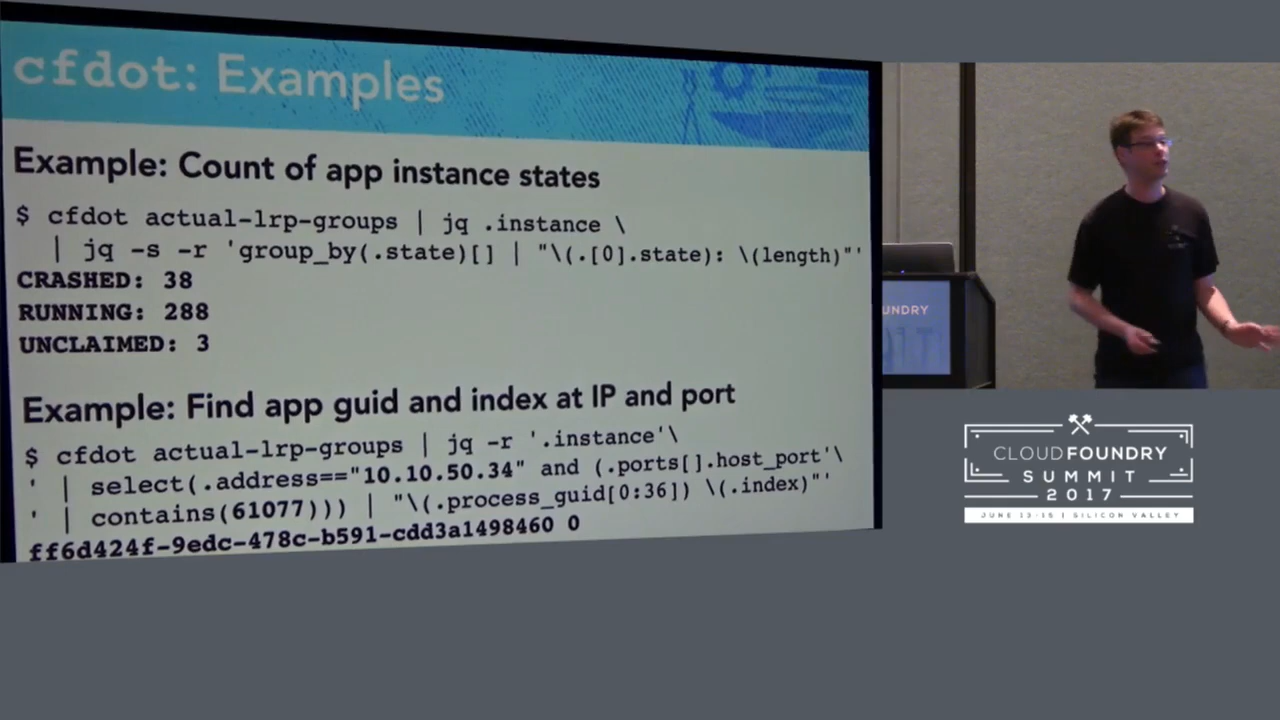 cfdot: Examples
Example: Count of app instance states
$ cfdot actual-lrp-groups | jq .instance \
| jq -s -r 'group_by(.state)[] | "\(.[0].state): \(length)"'
CRASHED: 38
RUNNING: 288
UNCLAIMED: 3
Example: Find app guid and index at IP and port
$ cfdot actual-lrp-groups | jq -r '.instance'\
' | select(.address=="10.10.50.34" and (.ports[].host_port'\
' | contains(61077))) | "\(.process_guid[0:36]) \(.index)"'
ff6d424f-9edc-478c-b591-cdd3a1498460 0
UNDRY
CLOUD FOUNDRY
SUMMIT
2017
JUNE 13-15 | SILICON VALLEY